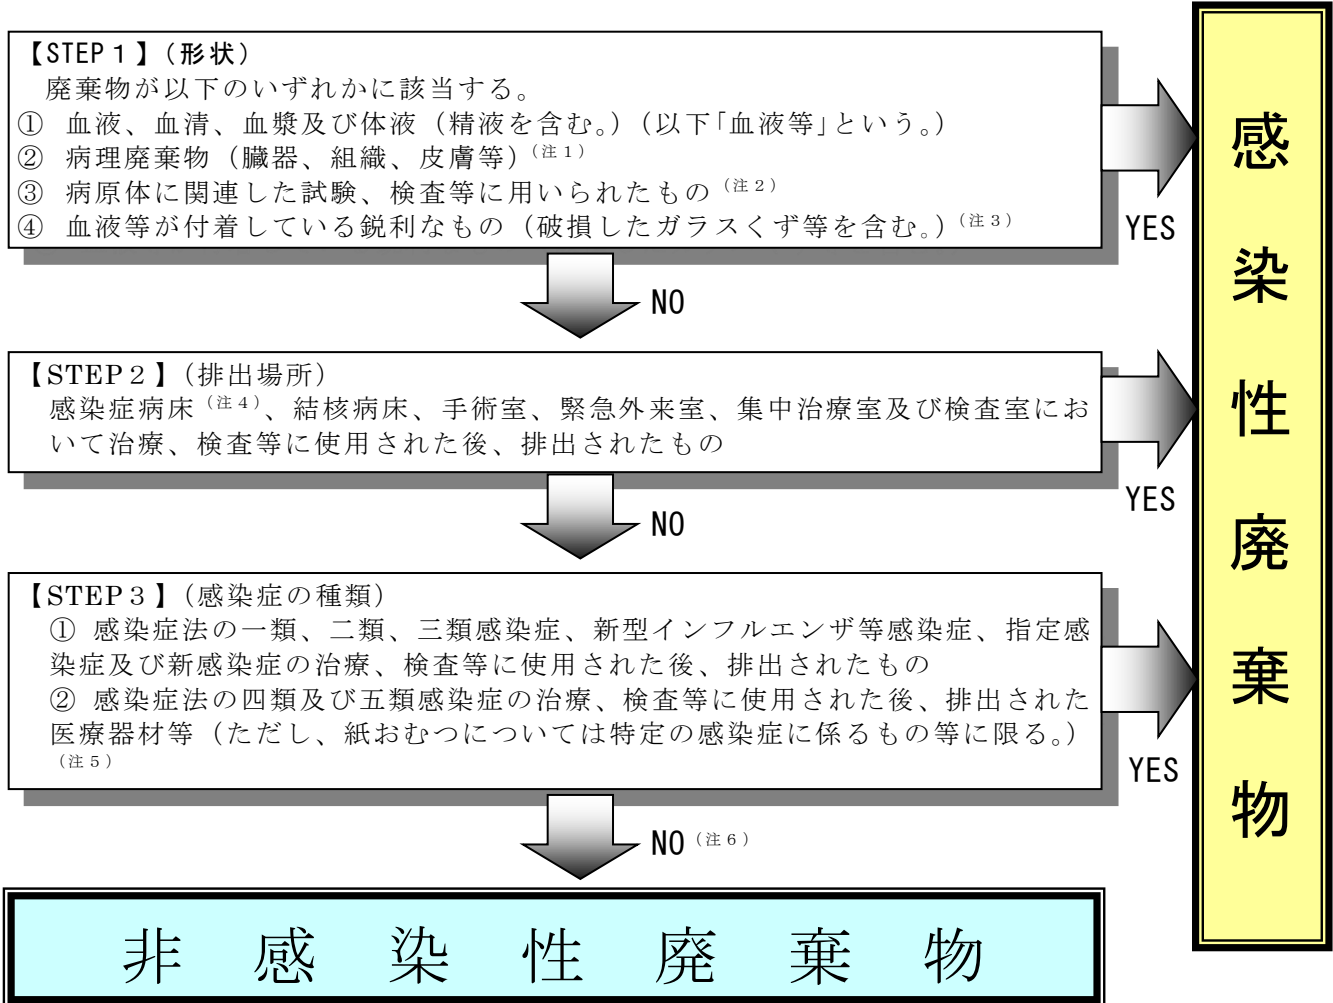 【STEP１】（形状）
廃棄物が以下のいずれかに該当する。
① 血液、血清、血漿及び体液（精液を含む。）（以下「血液等」という。）
② 病理廃棄物（臓器、組織、皮膚等）（注１）
③ 病原体に関連した試験、検査等に用いられたもの（注２）
④ 血液等が付着している鋭利なもの（破損したガラスくず等を含む。）（注３）
YES
NO
【STEP２】（排出場所）
感染症病床（注４）、結核病床、手術室、緊急外来室、集中治療室及び検査室にお
いて治療、検査等に使用された後、排出されたもの
YES
NO
【STEP３】（感染症の種類）
① 感染症法の一類、二類、三類感染症、新型インフルエンザ等感染症、指定感
染症及び新感染症の治療、検査等に使用された後、排出されたもの
② 感染症法の四類及び五類感染症の治療、検査等に使用された後、排出された
医療器材等（ただし、紙おむつについては特定の感染症に係るもの等に限る。）
（注５）
YES
NO（注６）
非感染性廃棄物
感染性廃棄物